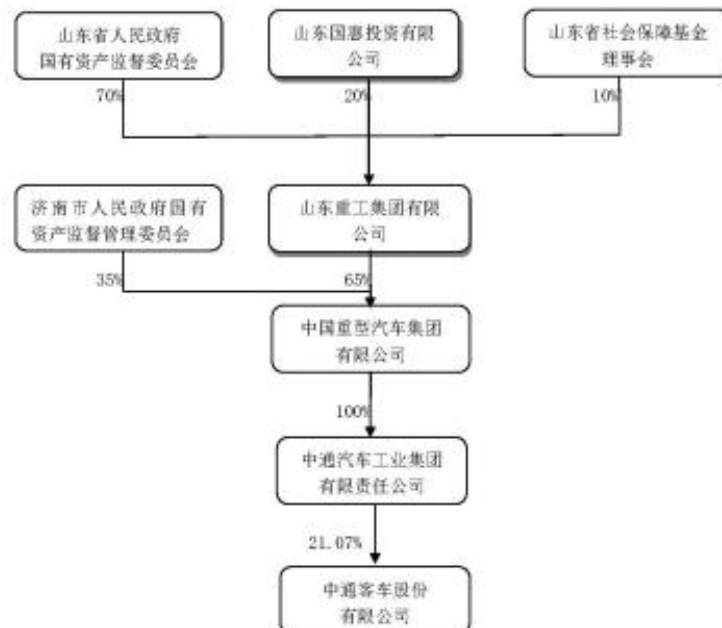 山东省人民政府
国有资产监督委员会
山东国惠投资有限
公司
山东省社会保障基金
理事会
70%
20%
10%
济南市人民政府国有
资产监督管理委员会
山东重工集团有限
公司
35%
65%
中国重型汽车集团
有限公司
100%
中通汽车工业集团
有限责任公司
21.07%
中通客车股份
有限公司